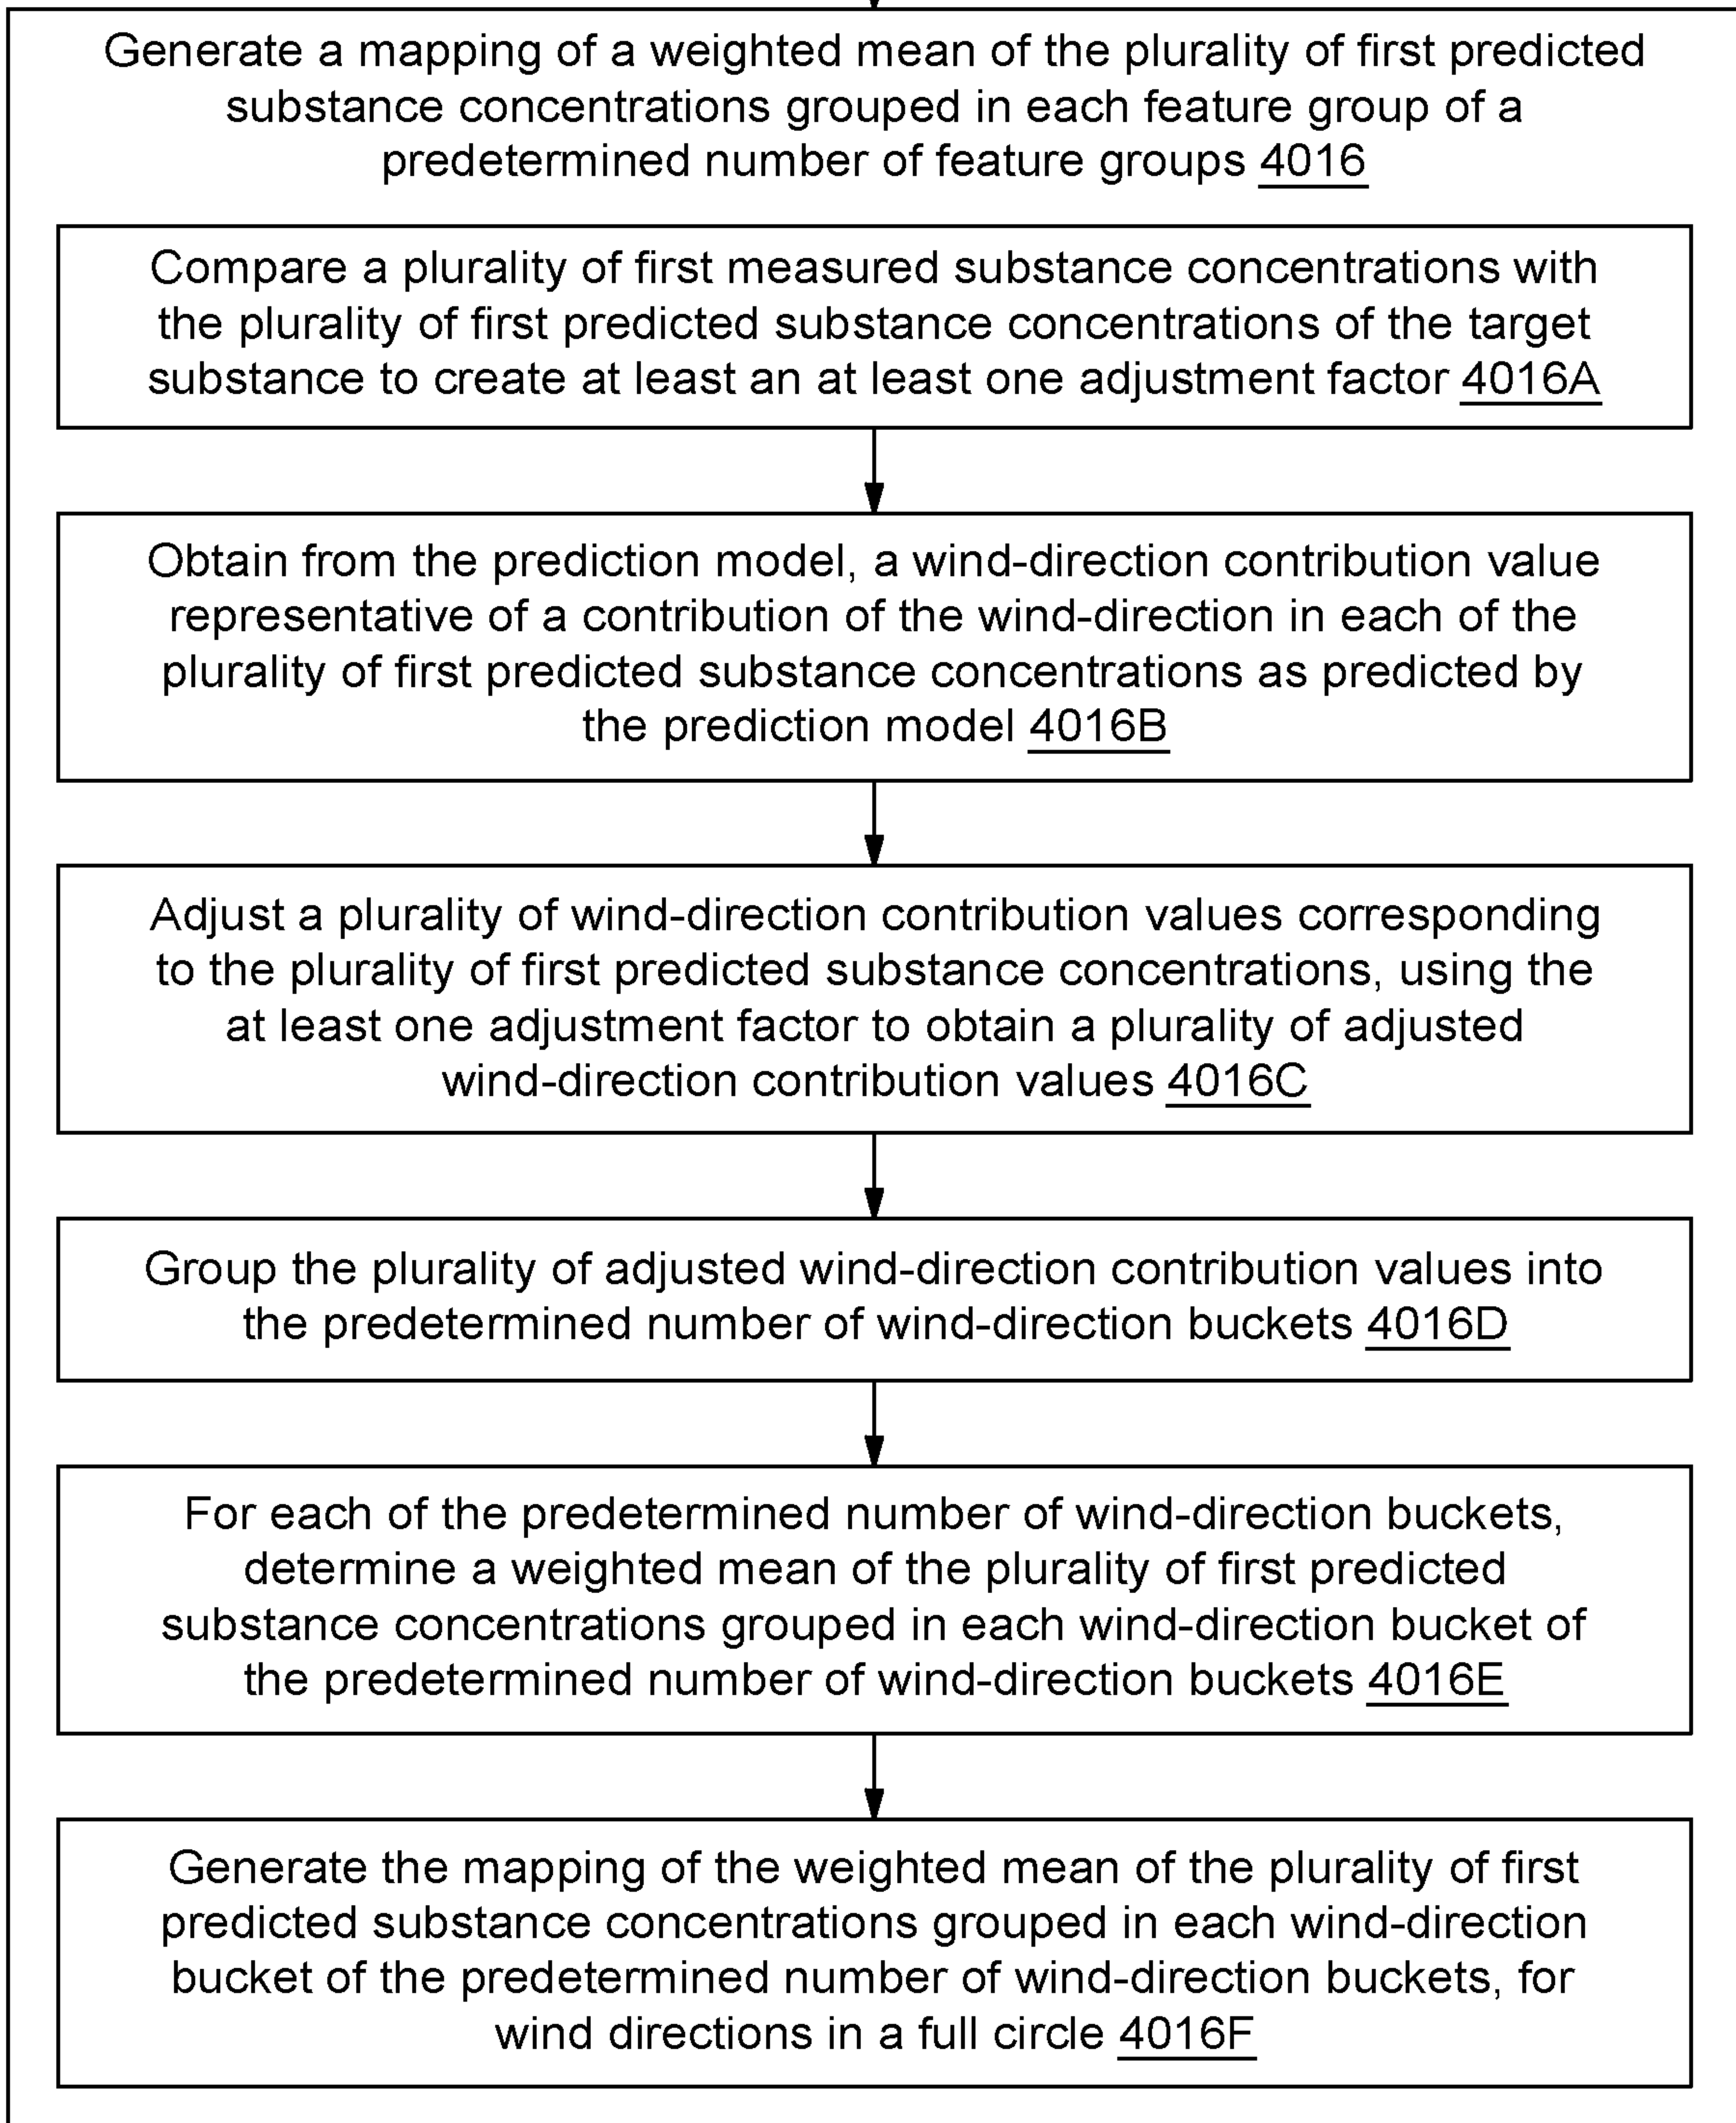 Generate a mapping of a weighted mean of the plurality of first predicted
substance concentrations grouped in each feature group of a
predetermined number of feature groups 4016
Compare a plurality of first measured substance concentrations with
the plurality of first predicted substance concentrations of the target
substance to create at least an at least one adjustment factor 4016A
Obtain from the prediction model, a wind-direction contribution value
representative of a contribution of the wind-direction in each of the
plurality of first predicted substance concentrations as predicted by
the prediction model 4016B
Adjust a plurality of wind-direction contribution values corresponding
to the plurality of first predicted substance concentrations, using the
at least one adjustment factor to obtain a plurality of adjusted
wind-direction contribution values 4016C
Group the plurality of adjusted wind-direction contribution values into
the predetermined number of wind-direction buckets 4016D
For each of the predetermined number of wind-direction buckets,
determine a weighted mean of the plurality of first predicted
substance concentrations grouped in each wind-direction bucket of
the predetermined number of wind-direction buckets 4016E
Generate the mapping of the weighted mean of the plurality of first
predicted substance concentrations grouped in each wind-direction
bucket of the predetermined number of wind-direction buckets, for
wind directions in a full circle 4016F